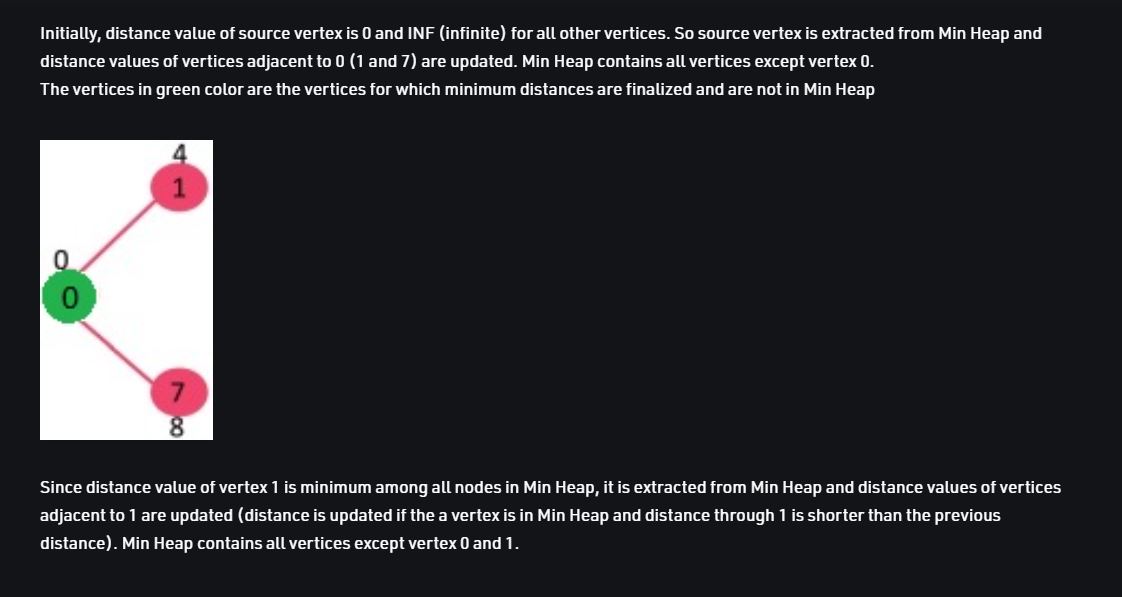 Initially, distance value of source vertex is 0 and INF (infinite) for all other vertices. So source vertex is extracted from Min Heap and
distance values of vertices adjacent to 0 (1 and 7) are updated. Min Heap contains all vertices except vertex 0.
The vertices in green color are the vertices for which minimum distances are finalized and are not in Min Heap
4
1
0
0
7
8
Since distance value of vertex 1 is minimum among all nodes in Min Heap, it is extracted from Min Heap and distance values of vertices
adjacent to 1 are updated (distance is updated if the a vertex is in Min Heap and distance through 1 is shorter than the previous
distance). Min Heap contains all vertices except vertex 0 and 1.